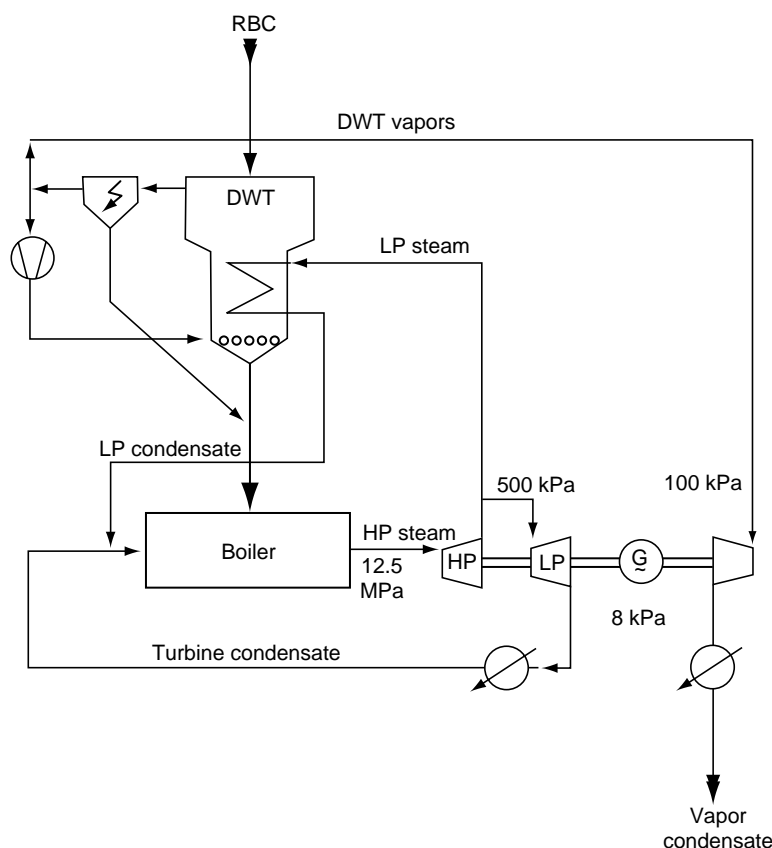 RBC
DWT vapors
DWT
LP steam
LP condensate
500 kPa
100 kPa
Boiler
HP steam
12.5
MPa
HP
LP
G
~
8 kPa
Turbine condensate
Vapor
condensate